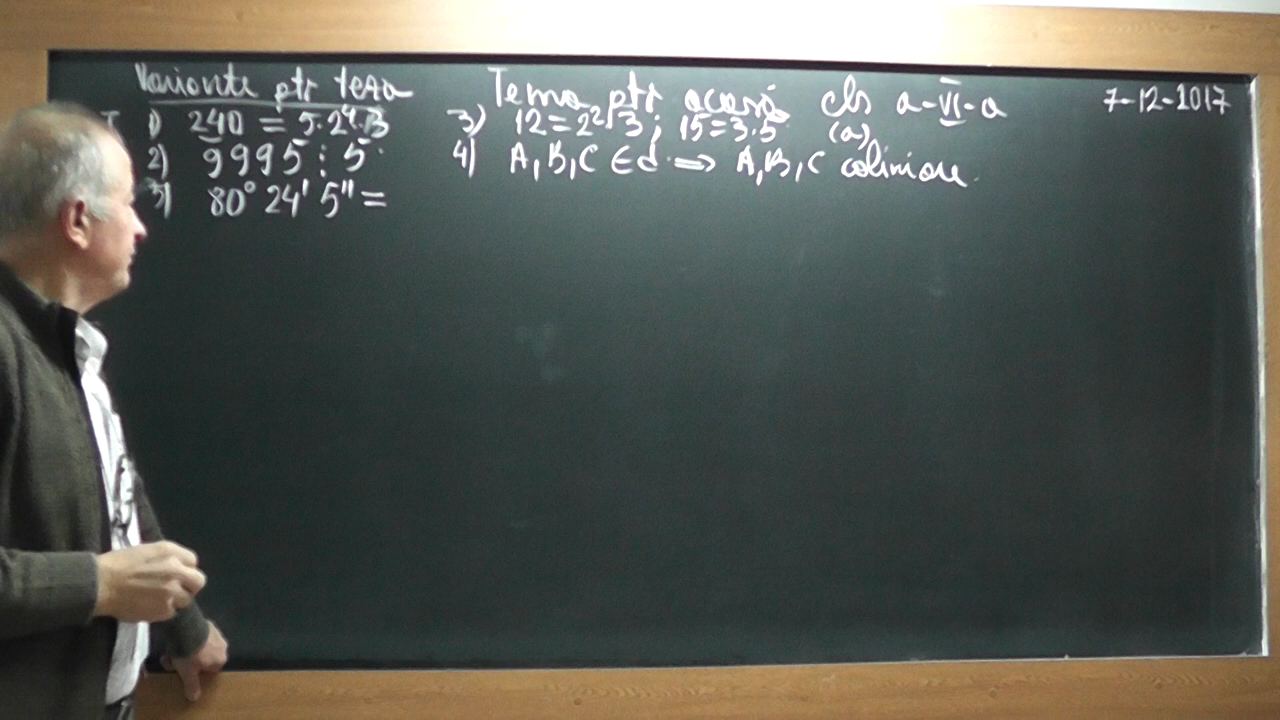 Variante ptr teza
I 1) 240 = 5·2⁴·3
2) 9995 ⋮ 5
3) 80° 24' 5" =
Tema ptr acasă cls a-VI-a
3) 12=2²·3 ; 15=3·5 (a)
4) A,B,C ∈ d ⟹ A,B,C coliniare.
7-12-2017